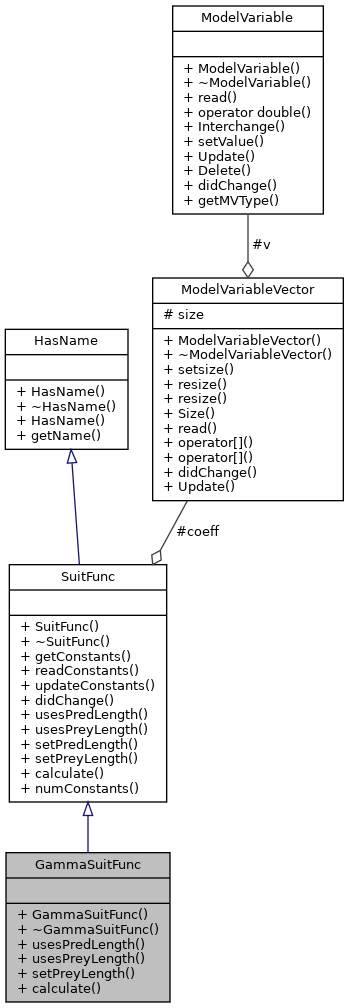 ModelVariable
+ ModelVariable()
+ ~ModelVariable()
+ read()
+ operator double()
+ Interchange()
+ setValue()
+ Update()
+ Delete()
+ didChange()
+ getMVType()
#v
ModelVariableVector
# size
+ ModelVariableVector()
+ ~ModelVariableVector()
+ setsize()
+ resize()
+ resize()
+ Size()
+ read()
+ operator[]()
+ operator[]()
+ didChange()
+ Update()
HasName
+ HasName()
+ ~HasName()
+ HasName()
+ getName()
#coeff
SuitFunc
+ SuitFunc()
+ ~SuitFunc()
+ getConstants()
+ readConstants()
+ updateConstants()
+ didChange()
+ usesPredLength()
+ usesPreyLength()
+ setPredLength()
+ setPreyLength()
+ calculate()
+ numConstants()
GammaSuitFunc
+ GammaSuitFunc()
+ ~GammaSuitFunc()
+ usesPredLength()
+ usesPreyLength()
+ setPreyLength()
+ calculate()